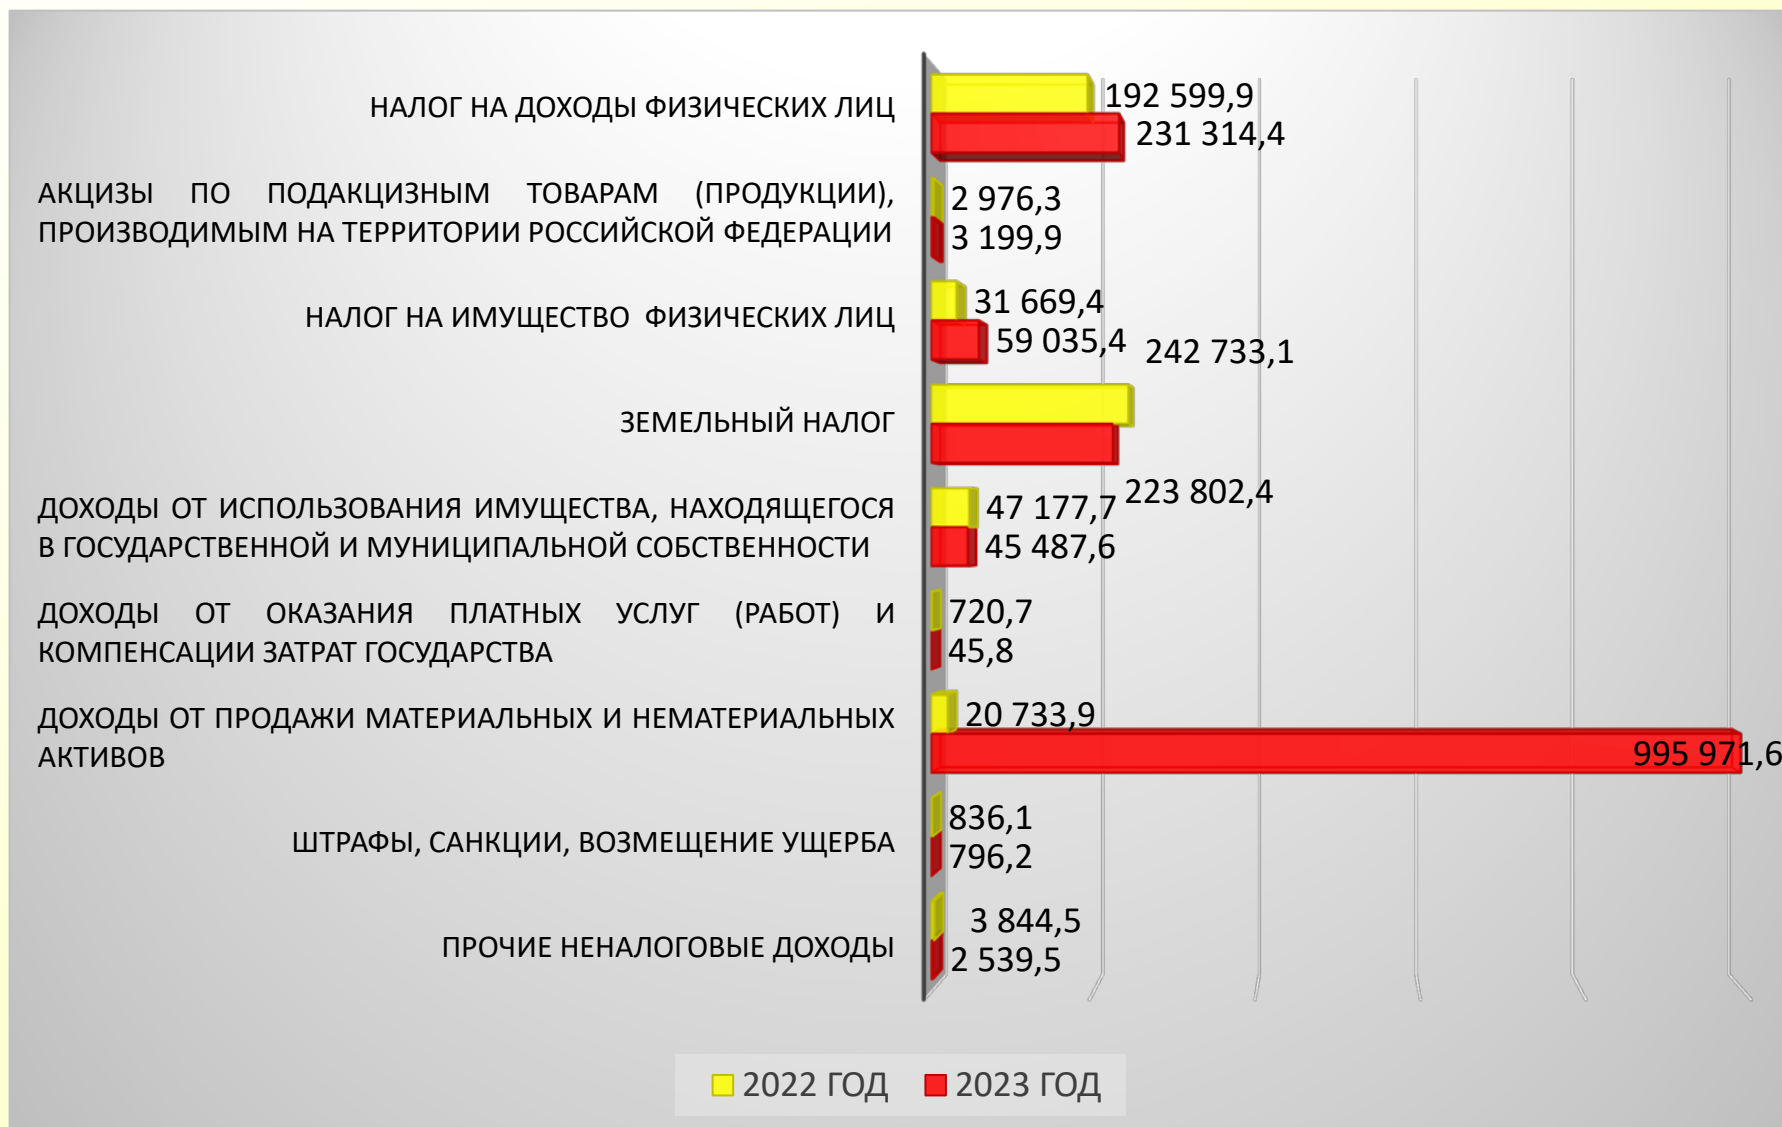 НАЛОГ НА ДОХОДЫ ФИЗИЧЕСКИХ ЛИЦ
192 599,9
231 314,4
АКЦИЗЫ ПО ПОДАКЦИЗНЫМ ТОВАРАМ (ПРОДУКЦИИ),
ПРОИЗВОДИМЫМ НА ТЕРРИТОРИИ РОССИЙСКОЙ ФЕДЕРАЦИИ
2 976,3
3 199,9
НАЛОГ НА ИМУЩЕСТВО ФИЗИЧЕСКИХ ЛИЦ
31 669,4
59 035,4
ЗЕМЕЛЬНЫЙ НАЛОГ
242 733,1
223 802,4
ДОХОДЫ ОТ ИСПОЛЬЗОВАНИЯ ИМУЩЕСТВА, НАХОДЯЩЕГОСЯ
В ГОСУДАРСТВЕННОЙ И МУНИЦИПАЛЬНОЙ СОБСТВЕННОСТИ
47 177,7
45 487,6
ДОХОДЫ ОТ ОКАЗАНИЯ ПЛАТНЫХ УСЛУГ (РАБОТ) И
КОМПЕНСАЦИИ ЗАТРАТ ГОСУДАРСТВА
720,7
45,8
ДОХОДЫ ОТ ПРОДАЖИ МАТЕРИАЛЬНЫХ И НЕМАТЕРИАЛЬНЫХ
АКТИВОВ
20 733,9
995 971,6
ШТРАФЫ, САНКЦИИ, ВОЗМЕЩЕНИЕ УЩЕРБА
836,1
796,2
ПРОЧИЕ НЕНАЛОГОВЫЕ ДОХОДЫ
3 844,5
2 539,5
2022 ГОД
2023 ГОД